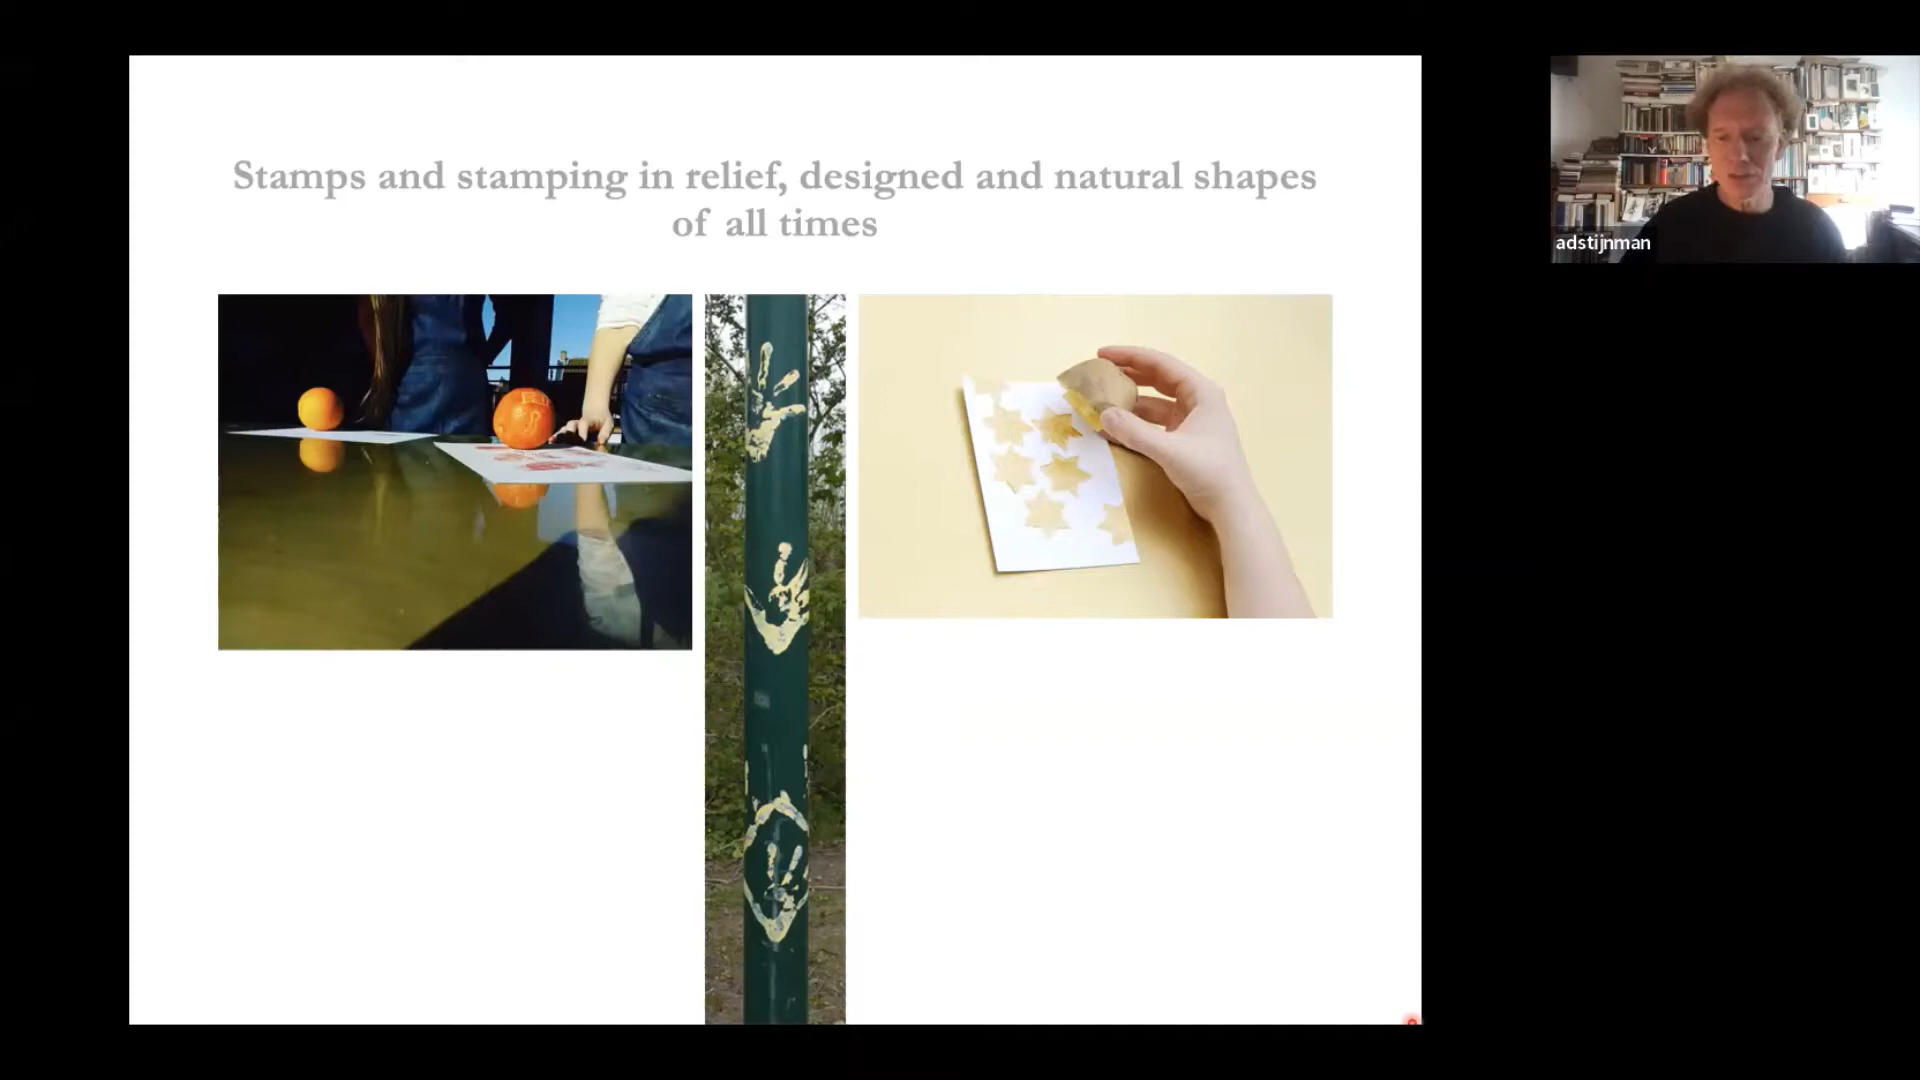 Stamps and stamping in relief, designed and natural shapes
of all times
adstijnman